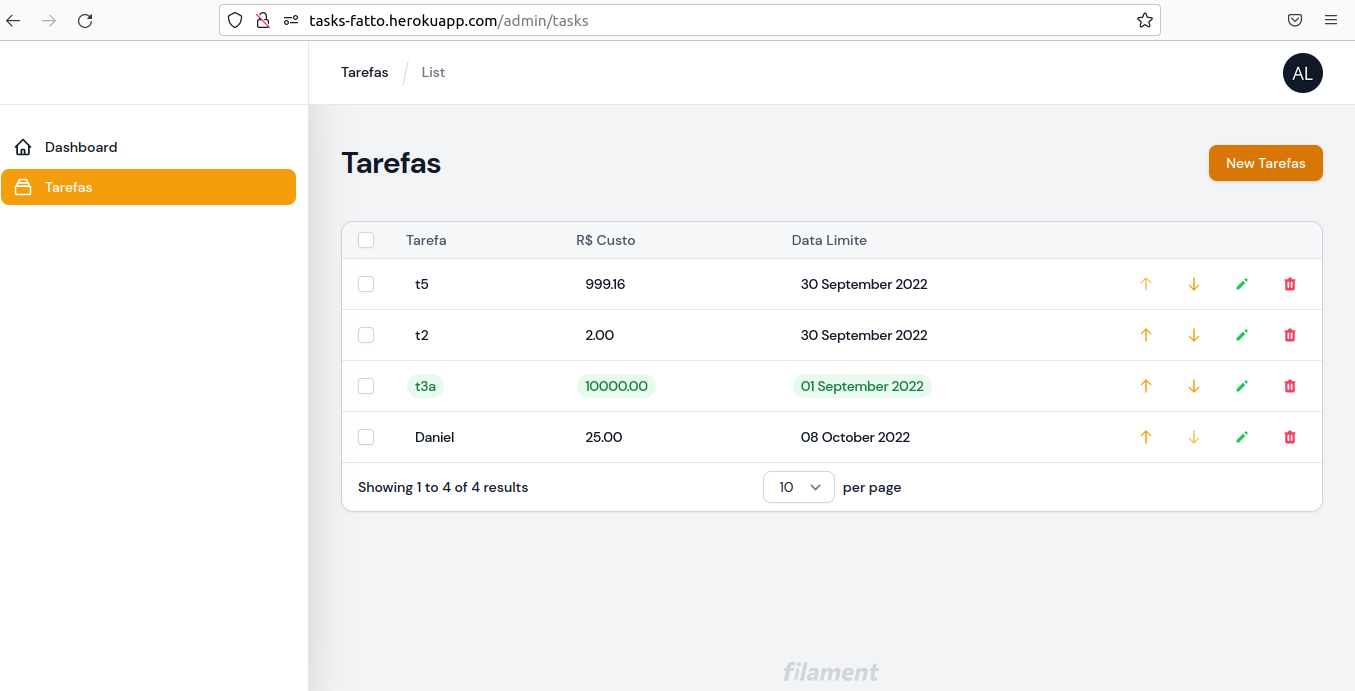 tasks-fatto.herokuapp.com/admin/tasks
Tarefas / List
AL
Dashboard
Tarefas
Tarefas
New Tarefas
Tarefa R$ Custo Data Limite
t5 999.16 30 September 2022
t2 2.00 30 September 2022
t3a 10000.00 01 September 2022
Daniel 25.00 08 October 2022
Showing 1 to 4 of 4 results 10 per page
filament